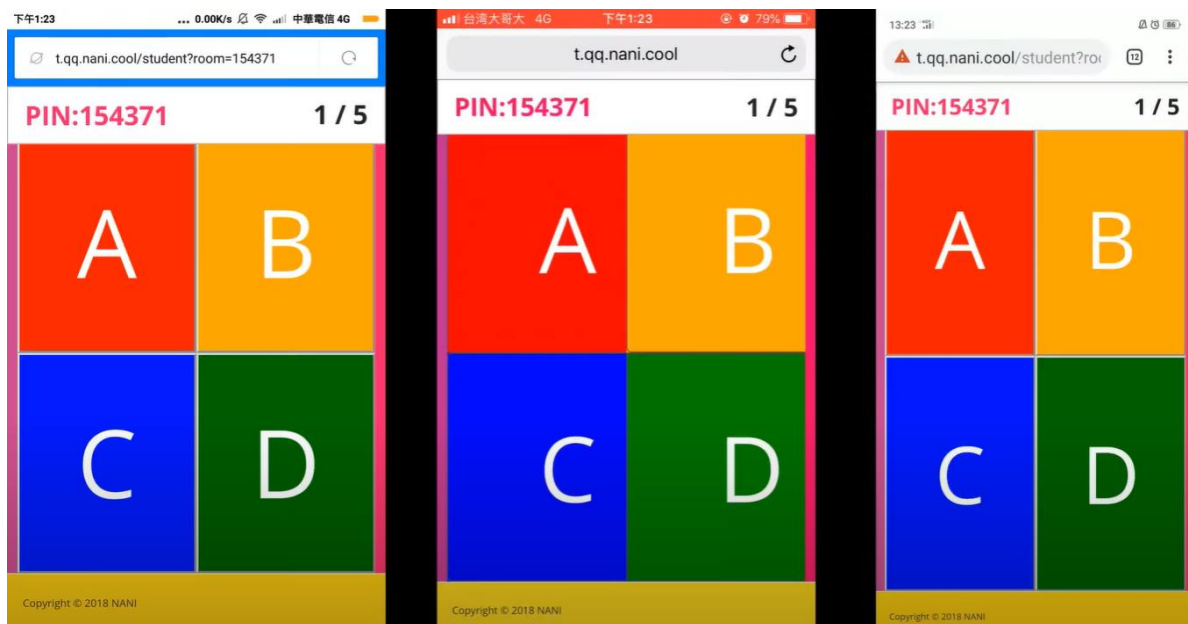 下午1:23 ... 0.00K/s 中華電信 4G
t.qq.nani.cool/student?room=154371
PIN:154371 1 / 5
A B
C D
Copyright © 2018 NANI
台湾大哥大 4G 下午1:23 79%
t.qq.nani.cool
PIN:154371 1 / 5
A B
C D
Copyright © 2018 NANI
13:23 86
t.qq.nani.cool/student?roo 12
PIN:154371 1 / 5
A B
C D
Copyright © 2018 NANI